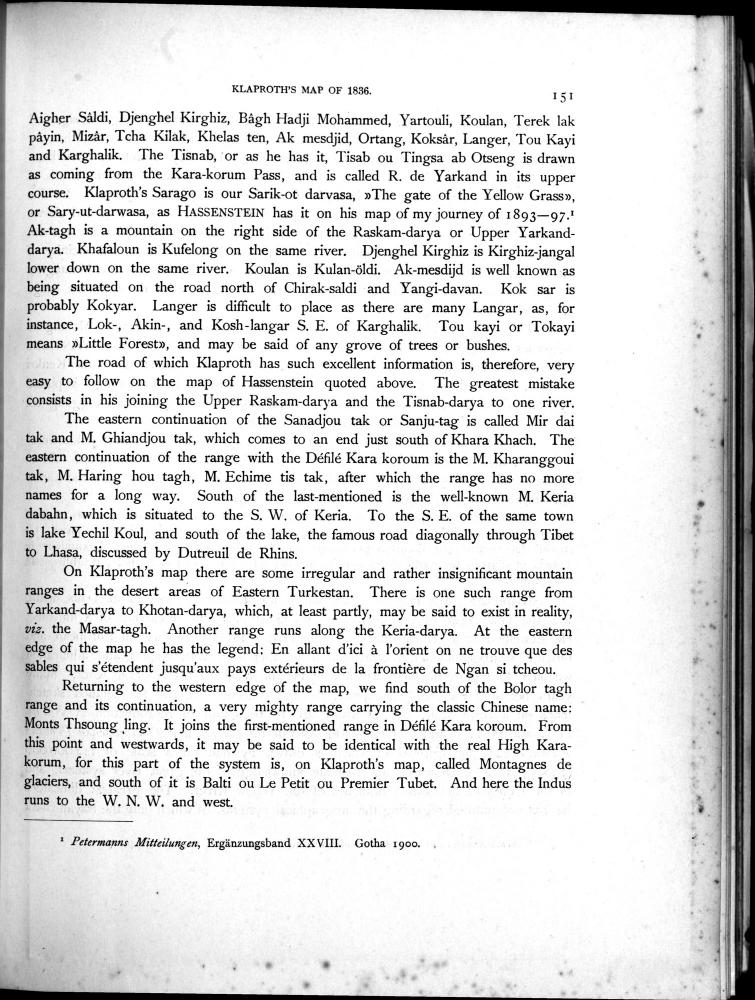 KLAPROTH'S MAP OF 1836.
151
Aigher Sâldi, Djenghel Kirghiz, Bâgh Hadji Mohammed, Yartouli, Koulan, Terek lak
pâyin, Mizâr, Tcha Kilak, Khelas ten, Ak mesdjid, Ortang, Koksâr, Langer, Tou Kayi
and Karghalik. The Tisnab, or as he has it, Tisab ou Tingsa ab Otseng is drawn
as coming from the Kara-korum Pass, and is called R. de Yarkand in its upper
course. Klaproth's Sarago is our Sarik-ot darvasa, »The gate of the Yellow Grass»,
or Sary-ut-darwasa, as HASSENSTEIN has it on his map of my journey of 1893—97.¹
Ak-tagh is a mountain on the right side of the Raskam-darya or Upper Yarkand-
darya. Khafaloun is Kufelong on the same river. Djenghel Kirghiz is Kirghiz-jangal
lower down on the same river. Koulan is Kulan-öldi. Ak-mesdijd is well known as
being situated on the road north of Chirak-saldi and Yangi-davan. Kok sar is
probably Kokyar. Langer is difficult to place as there are many Langar, as, for
instance, Lok-, Akin-, and Kosh-langar S. E. of Karghalik. Tou kayi or Tokayi
means »Little Forest», and may be said of any grove of trees or bushes.
The road of which Klaproth has such excellent information is, therefore, very
easy to follow on the map of Hassenstein quoted above. The greatest mistake
consists in his joining the Upper Raskam-darya and the Tisnab-darya to one river.
The eastern continuation of the Sanadjou tak or Sanju-tag is called Mir dai
tak and M. Ghiandjou tak, which comes to an end just south of Khara Khach. The
eastern continuation of the range with the Défilé Kara koroum is the M. Kharanggoui
tak, M. Haring hou tagh, M. Echime tis tak, after which the range has no more
names for a long way. South of the last-mentioned is the well-known M. Keria
dabahn, which is situated to the S. W. of Keria. To the S. E. of the same town
is lake Yechil Koul, and south of the lake, the famous road diagonally through Tibet
to Lhasa, discussed by Dutreuil de Rhins.
On Klaproth's map there are some irregular and rather insignificant mountain
ranges in the desert areas of Eastern Turkestan. There is one such range from
Yarkand-darya to Khotan-darya, which, at least partly, may be said to exist in reality,
viz. the Masar-tagh. Another range runs along the Keria-darya. At the eastern
edge of the map he has the legend: En allant d'ici à l'orient on ne trouve que des
sables qui s'étendent jusqu'aux pays extérieurs de la frontière de Ngan si tcheou.
Returning to the western edge of the map, we find south of the Bolor tagh
range and its continuation, a very mighty range carrying the classic Chinese name:
Monts Thsoung ling. It joins the first-mentioned range in Défilé Kara koroum. From
this point and westwards, it may be said to be identical with the real High Kara-
korum, for this part of the system is, on Klaproth's map, called Montagnes de
glaciers, and south of it is Balti ou Le Petit ou Premier Tubet. And here the Indus
runs to the W. N. W. and west.
¹ Petermanns Mitteilungen, Ergänzungsband XXVIII. Gotha 1900.